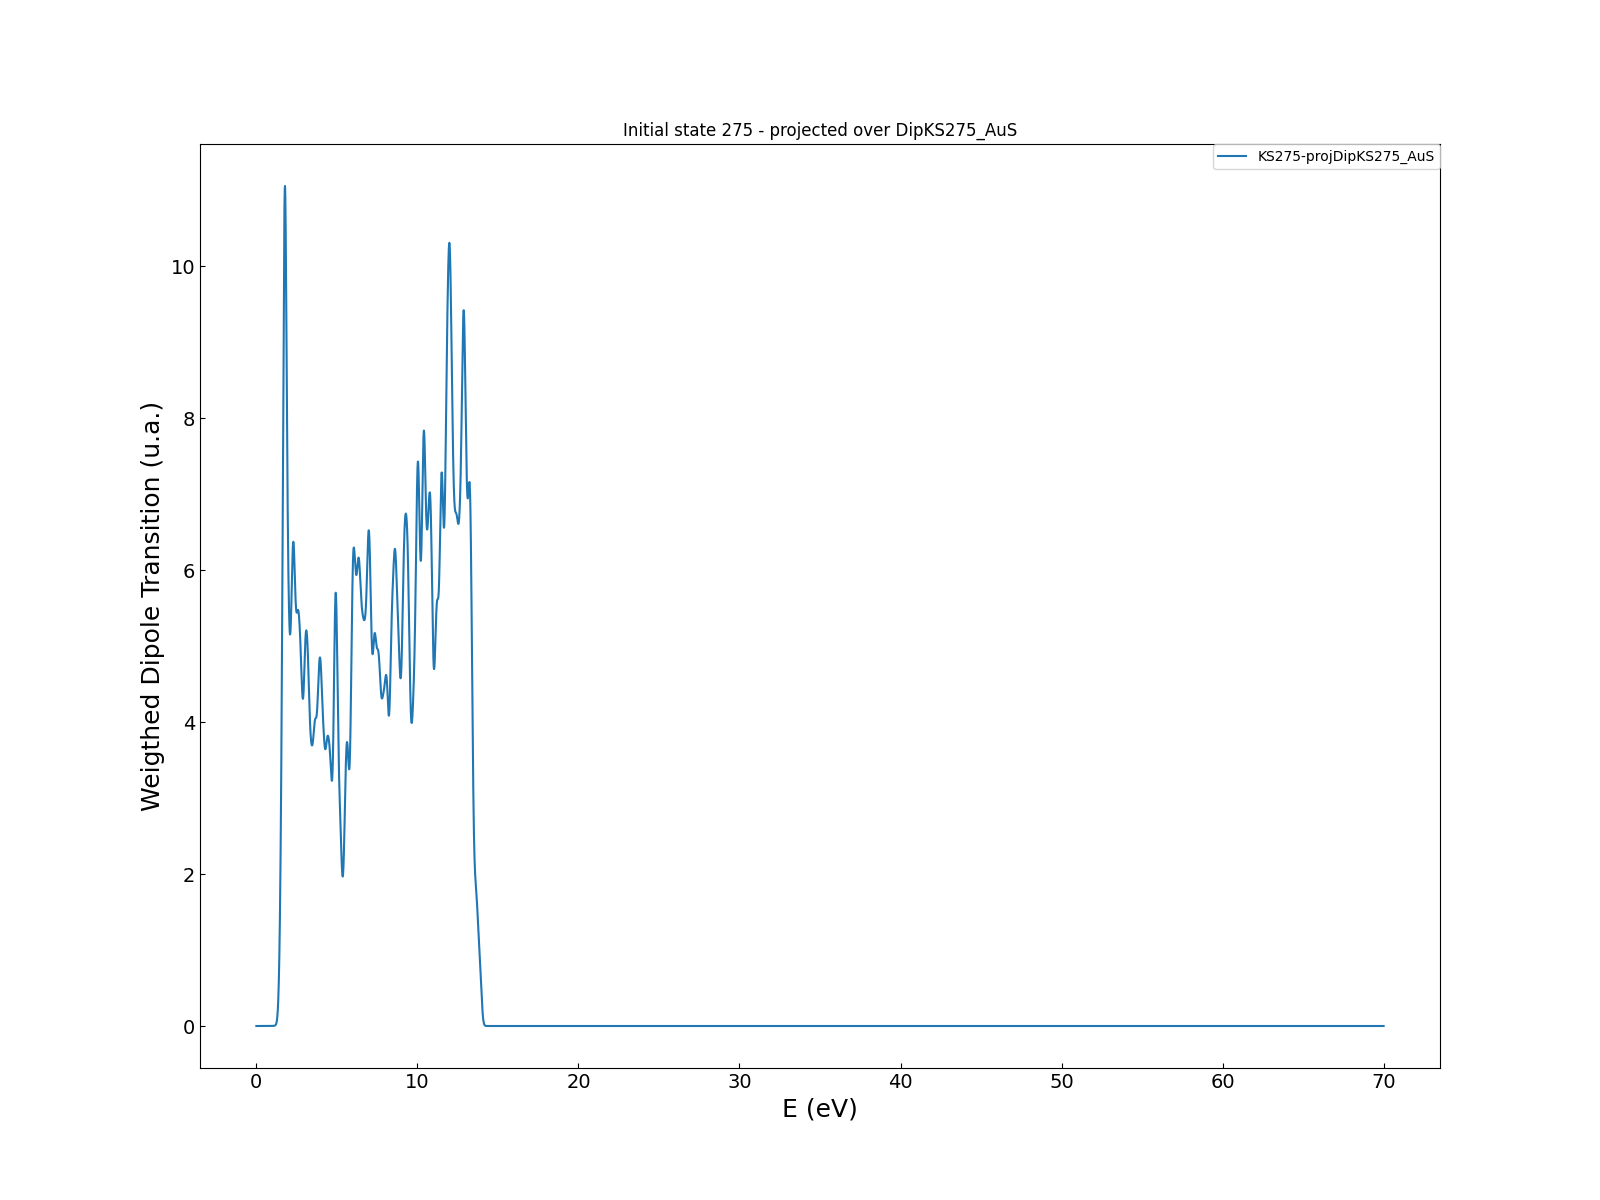 Initial state 275 - projected over DipKS275_AuS
KS275-projDipKS275_AuS
Weigthed Dipole Transition (u.a.)
10
8
6
4
2
0
0 10 20 30 40 50 60 70
E (eV)